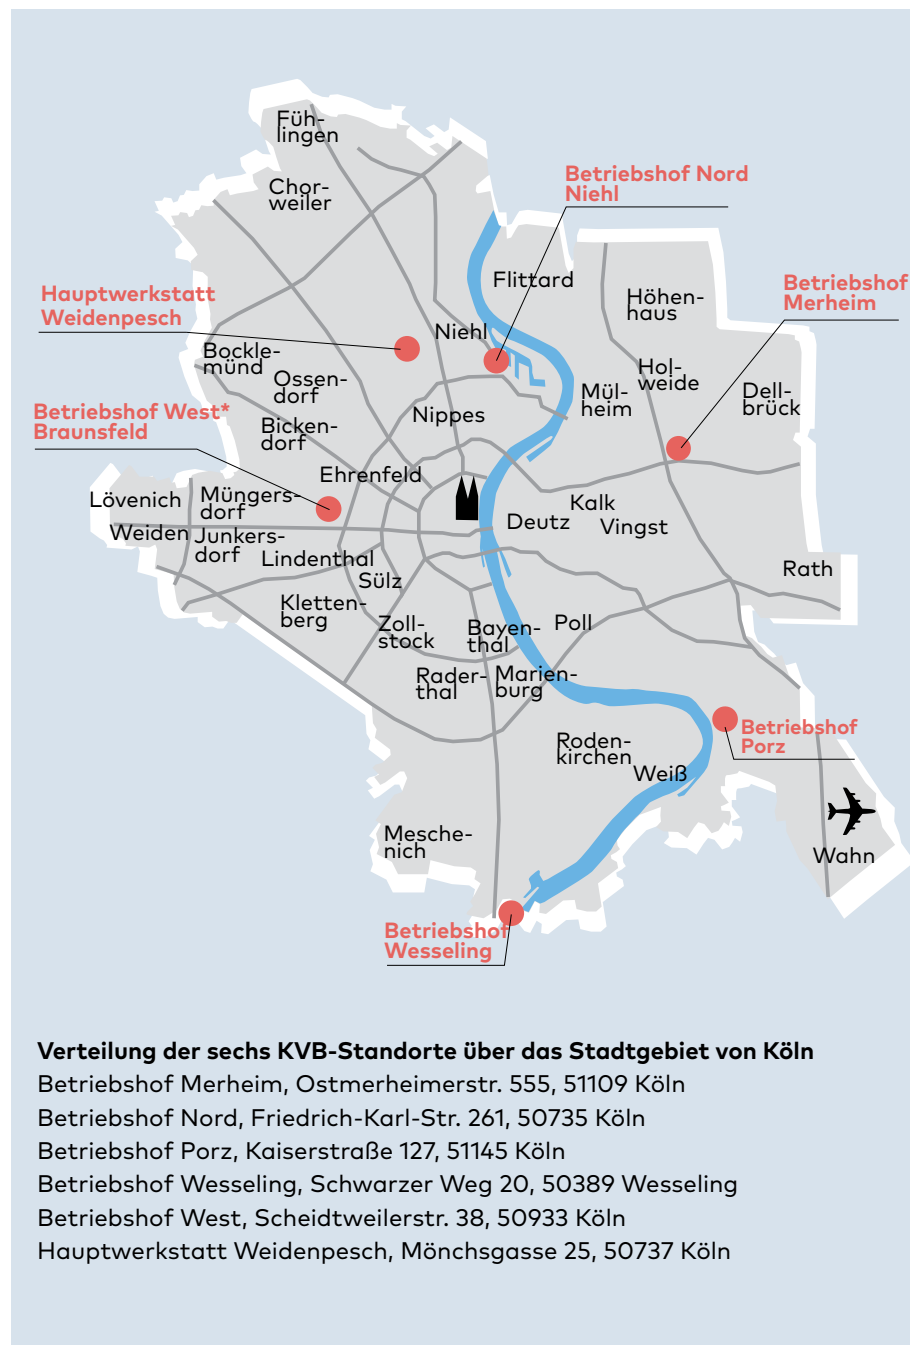 Füh-
lingen
Chor-
weiler
Betriebshof Nord
Niehl
Flittard
Betriebshof
Merheim
Hauptwerkstatt
Weidenpesch
Höhen-
haus
Niehl
Bockle-
münd
Ossen-
dorf
Hol-
weide
Mül-
heim
Dell-
brück
Betriebshof West*
Braunsfeld
Nippes
Bicken-
dorf
Ehrenfeld
Lövenich
Müngers-
dorf
Kalk
Deutz
Vingst
Weiden
Junkers-
dorf
Lindenthal
Sülz
Rath
Kletten-
berg
Zoll-
stock
Bayen-
thal
Poll
Rader-
thal
Marien-
burg
Betriebshof
Porz
Roden-
kirchen
Weiß
Mesche-
nich
Wahn
Betriebshof
Wesseling
Verteilung der sechs KVB-Standorte über das Stadtgebiet von Köln
Betriebshof Merheim, Ostmerheimerstr. 555, 51109 Köln
Betriebshof Nord, Friedrich-Karl-Str. 261, 50735 Köln
Betriebshof Porz, Kaiserstraße 127, 51145 Köln
Betriebshof Wesseling, Schwarzer Weg 20, 50389 Wesseling
Betriebshof West, Scheidtweilerstr. 38, 50933 Köln
Hauptwerkstatt Weidenpesch, Mönchsgasse 25, 50737 Köln